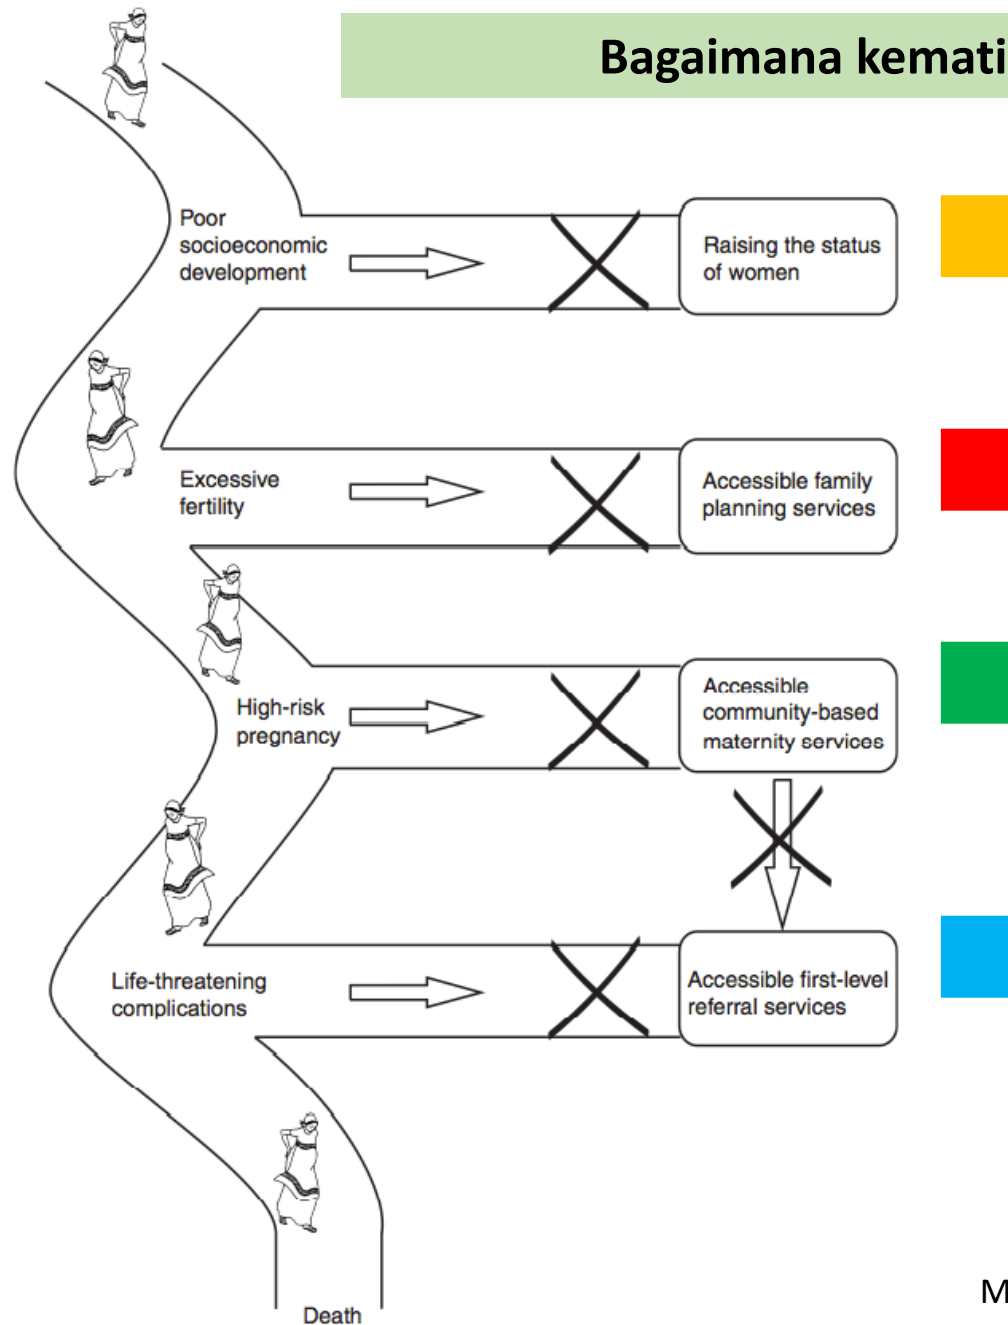 Bagaimana kemati
Poor
socioeconomic
development
Raising the status
of women
Excessive
fertility
Accessible family
planning services
High-risk
pregnancy
Accessible
community-based
maternity services
Life-threatening
complications
Accessible first-level
referral services
Death
M